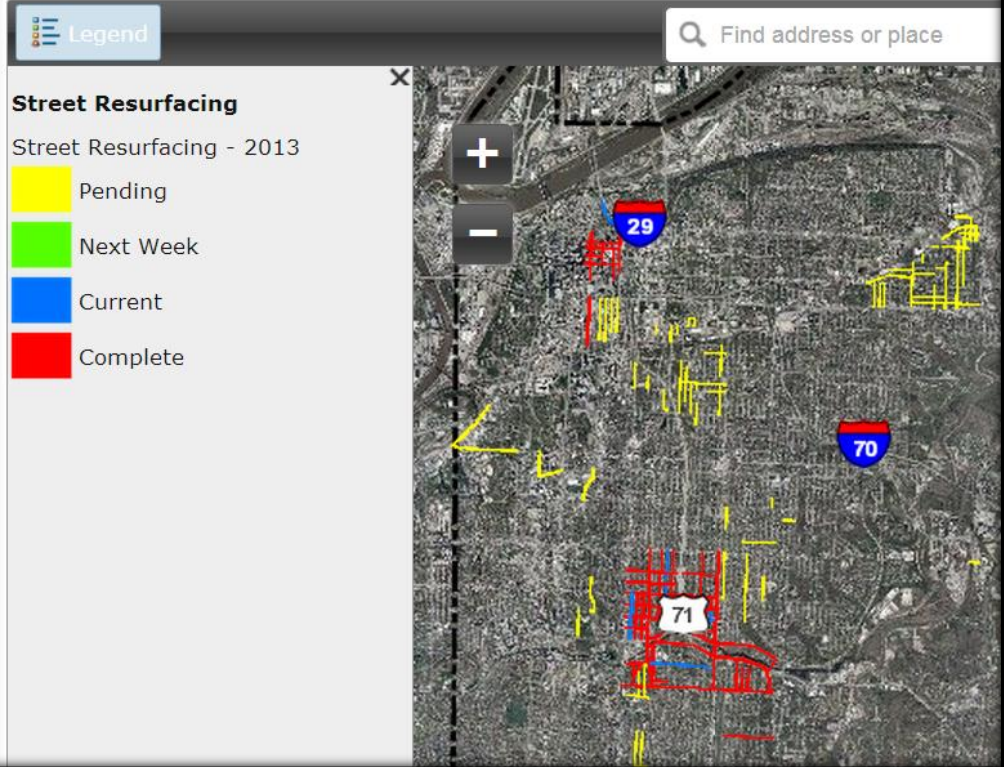 Legend
Find address or place
Street Resurfacing
Street Resurfacing - 2013
Pending
Next Week
Current
Complete
+
−
29
70
71